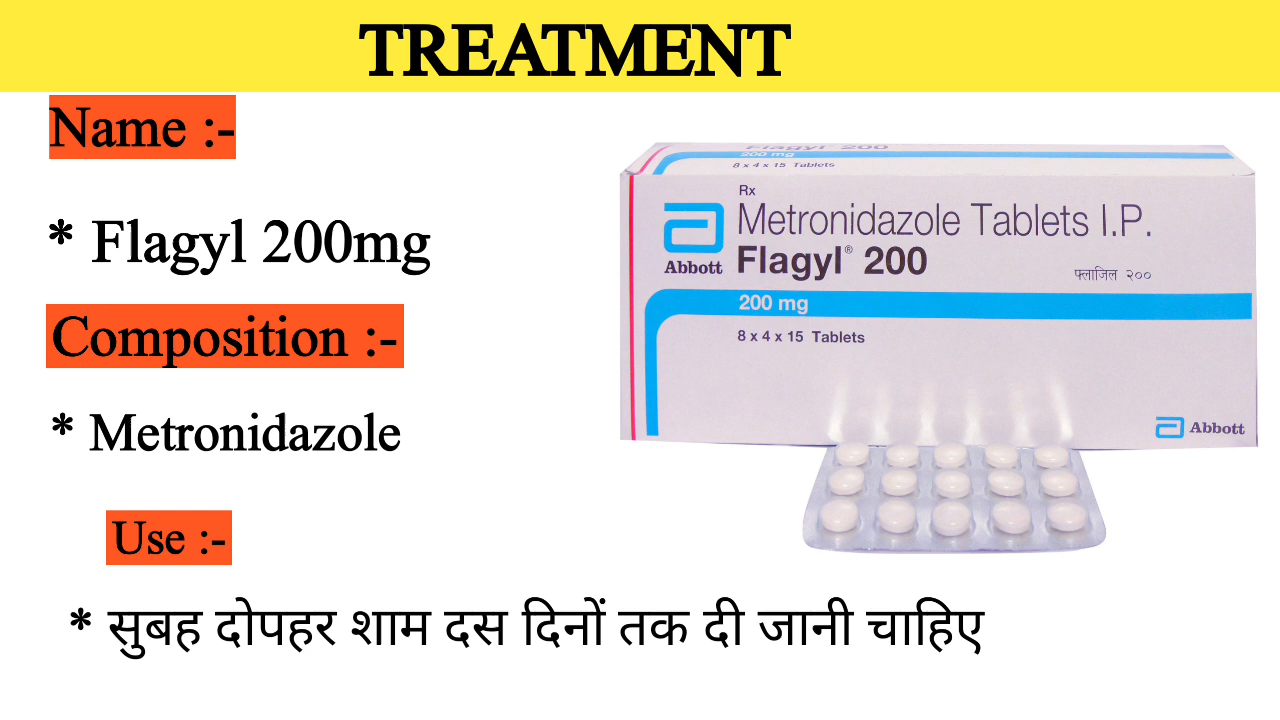 TREATMENT
Name :-
* Flagyl 200mg
Composition :-
* Metronidazole
Use :-
* सुबह दोपहर शाम दस दिनों तक दी जानी चाहिए
Flagyl 200
200 mg
8 x 4 x 15 Tablets
Rx
Metronidazole Tablets I.P.
Abbott
Flagyl® 200
फ्लाजिल २००
200 mg
8 x 4 x 15 Tablets
Abbott